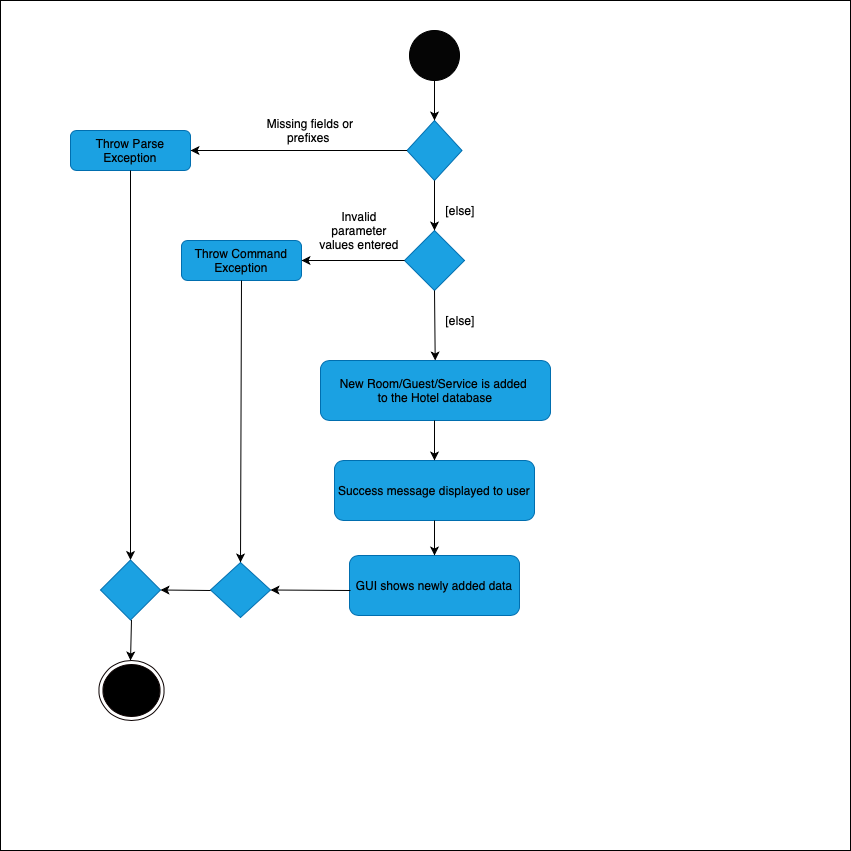 Missing fields or
prefixes
Throw Parse
Exception
[else]
Invalid
parameter
values entered
Throw Command
Exception
[else]
New Room/Guest/Service is added
to the Hotel database
Success message displayed to user
GUI shows newly added data